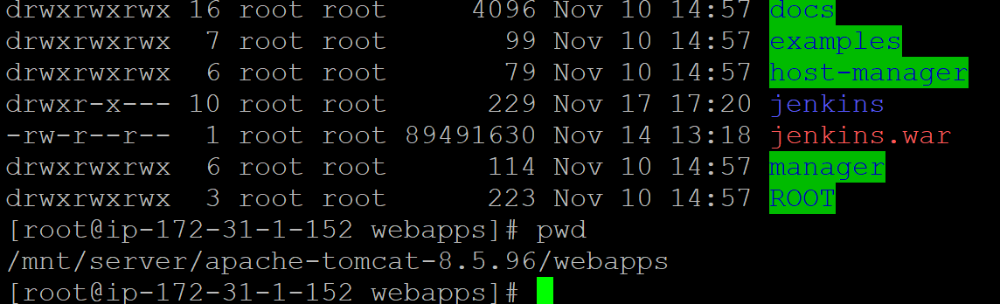 drwxrwxrwx 16 root root     4096 Nov 10 14:57 docs
drwxrwxrwx  7 root root       99 Nov 10 14:57 examples
drwxrwxrwx  6 root root       79 Nov 10 14:57 host-manager
drwxr-x--- 10 root root      229 Nov 17 17:20 jenkins
-rw-r--r--  1 root root 89491630 Nov 14 13:18 jenkins.war
drwxrwxrwx  6 root root      114 Nov 10 14:57 manager
drwxrwxrwx  3 root root      223 Nov 10 14:57 ROOT
[root@ip-172-31-1-152 webapps]# pwd
/mnt/server/apache-tomcat-8.5.96/webapps
[root@ip-172-31-1-152 webapps]#